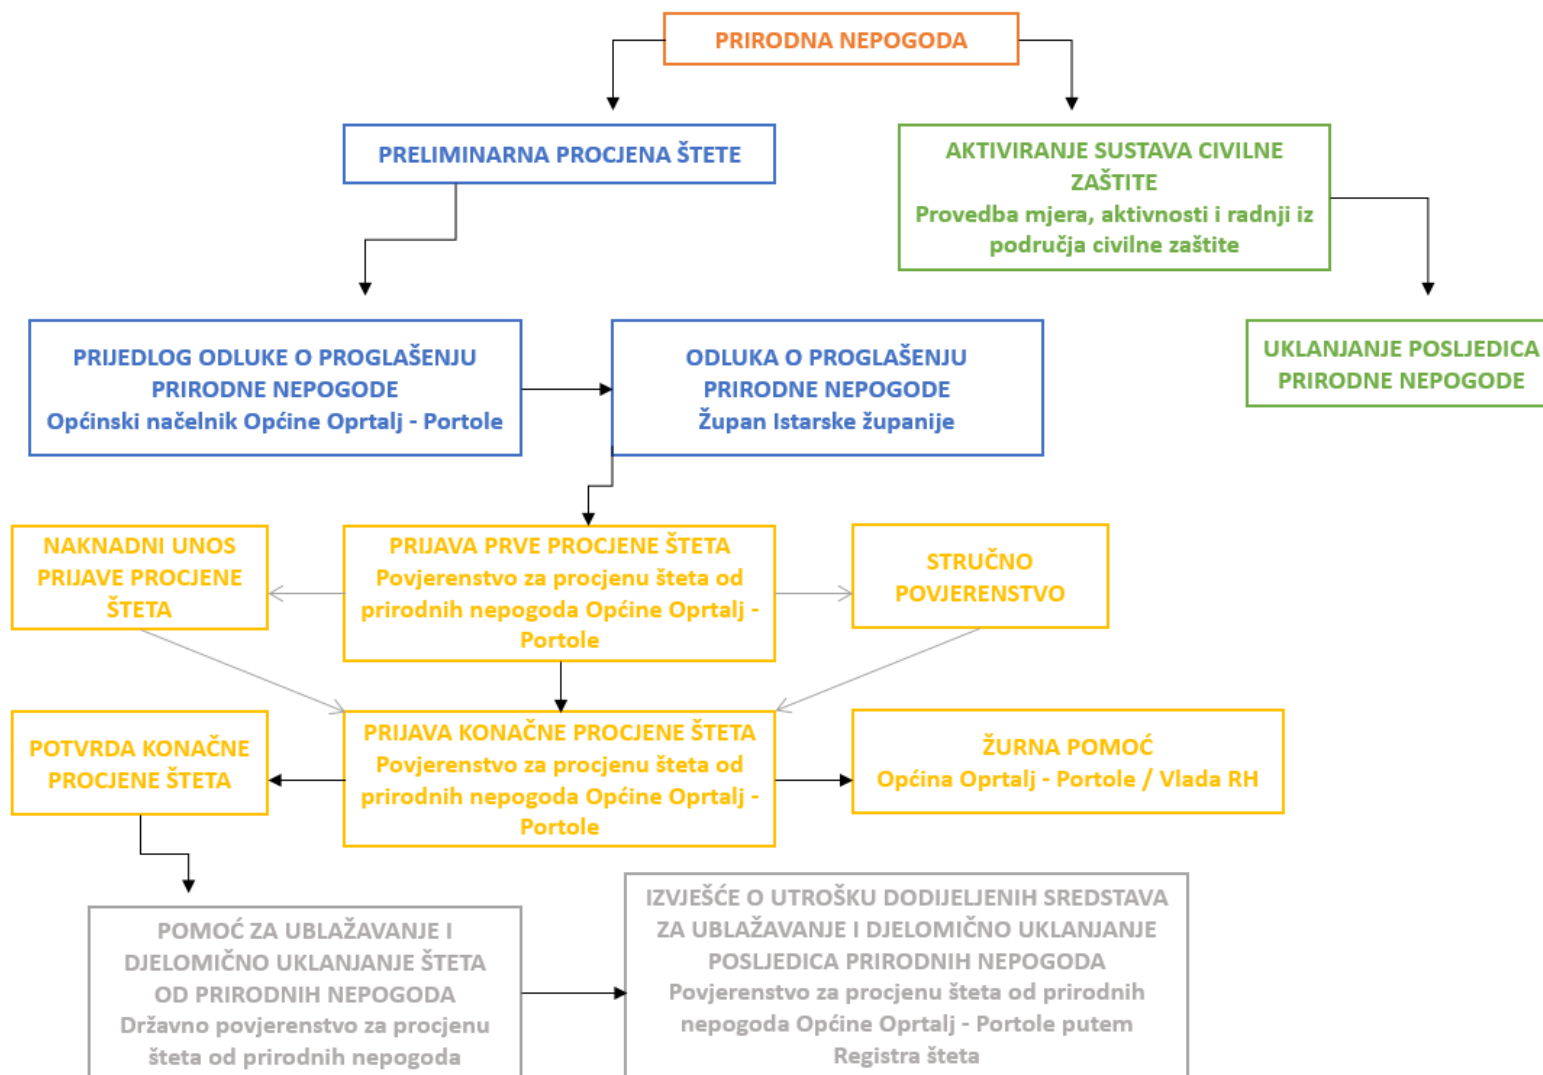 PRIRODNA NEPOGODA
PRELIMINARNA PROCJENA ŠTETE
AKTIVIRANJE SUSTAVA CIVILNE
ZAŠTITE
Provedba mjera, aktivnosti i radnji iz
područja civilne zaštite
PRIJEDLOG ODLUKE O PROGLAŠENJU
PRIRODNE NEPOGODE
Općinski načelnik Općine Oprtalj - Portole
ODLUKA O PROGLAŠENJU
PRIRODNE NEPOGODE
Župan Istarske županije
UKLANJANJE POSLJEDICA
PRIRODNE NEPOGODE
NAKNADNI UNOS
PRIJAVE PROCJENE
ŠTETA
PRIJAVA PRVE PROCJENE ŠTETA
Povjerenstvo za procjenu šteta od
prirodnih nepogoda Općine Oprtalj -
Portole
STRUČNO
POVJERENSTVO
POTVRDA KONAČNE
PROCJENE ŠTETA
PRIJAVA KONAČNE PROCJENE ŠTETA
Povjerenstvo za procjenu šteta od
prirodnih nepogoda Općine Oprtalj -
Portole
ŽURNA POMOĆ
Općina Oprtalj - Portole / Vlada RH
POMOĆ ZA UBLAŽAVANJE I
DJELOMIČNO UKLANJANJE ŠTETA
OD PRIRODNIH NEPOGODA
Državno povjerenstvo za procjenu
šteta od prirodnih nepogoda
IZVJEŠĆE O UTROŠKU DODIJELJENIH SREDSTAVA
ZA UBLAŽAVANJE I DJELOMIČNO UKLANJANJE
POSLJEDICA PRIRODNIH NEPOGODA
Povjerenstvo za procjenu šteta od prirodnih
nepogoda Općine Oprtalj - Portole putem
Registra šteta